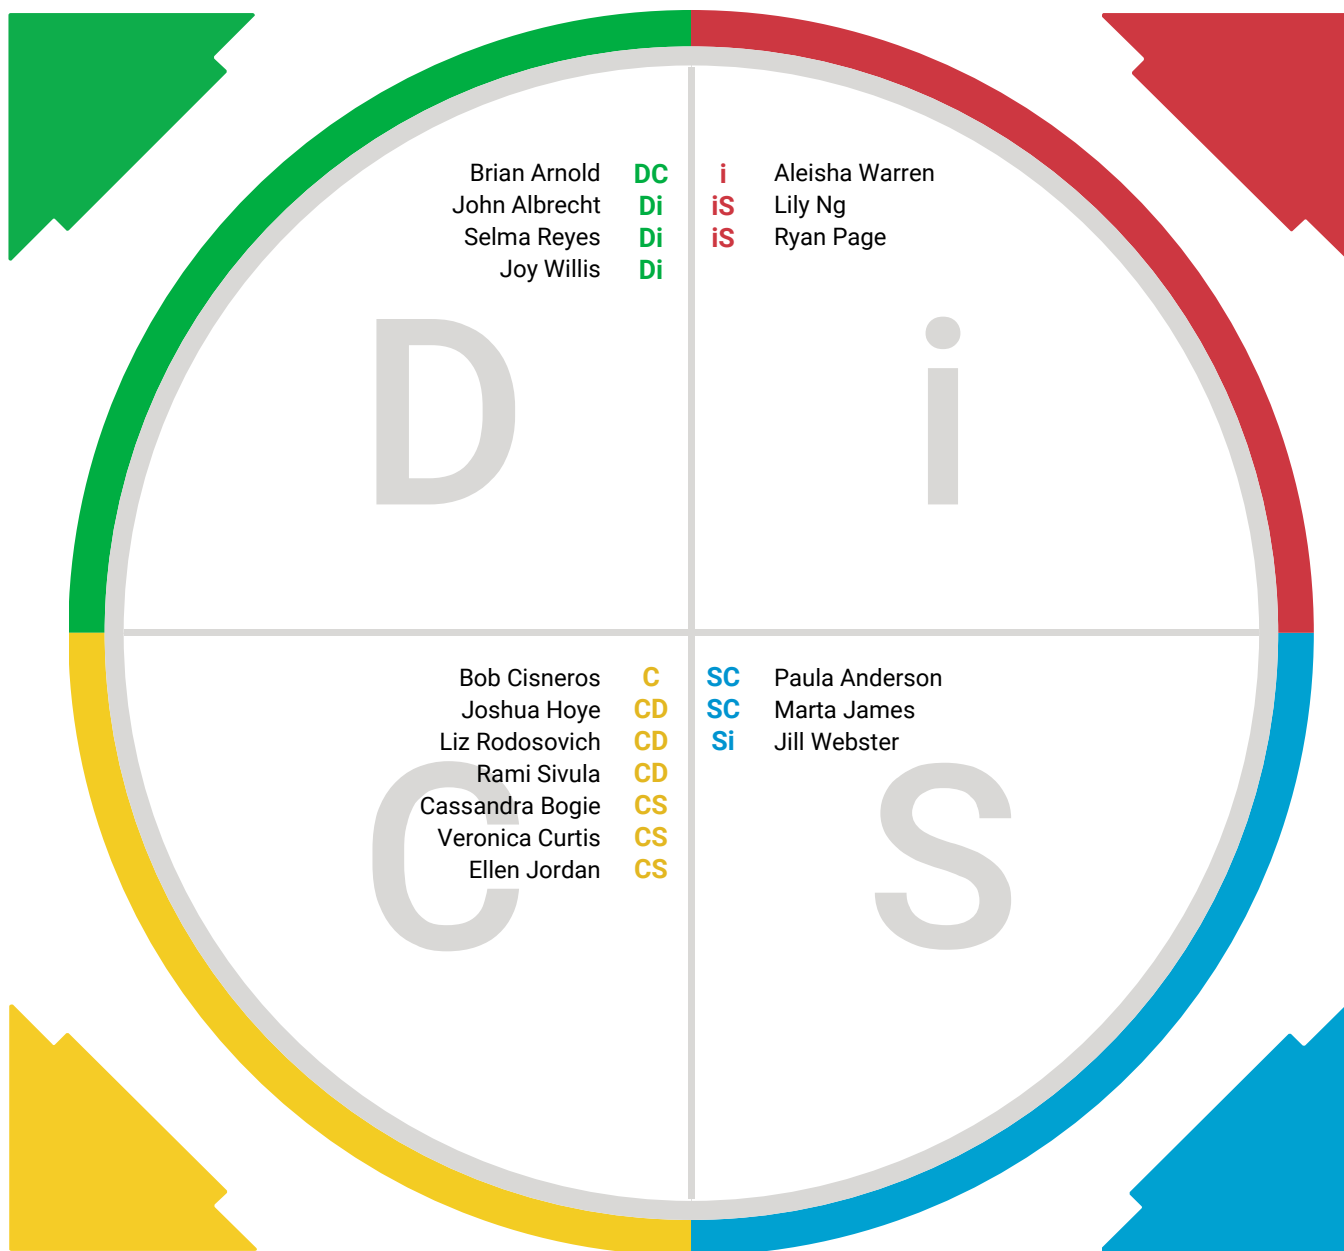 Brian Arnold DC
John Albrecht Di
Selma Reyes Di
Joy Willis Di
i Aleisha Warren
iS Lily Ng
iS Ryan Page
D
i
Bob Cisneros C
Joshua Hoye CD
Liz Rodosovich CD
Rami Sivula CD
Cassandra Bogie CS
Veronica Curtis CS
Ellen Jordan CS
SC Paula Anderson
SC Marta James
Si Jill Webster
C
S